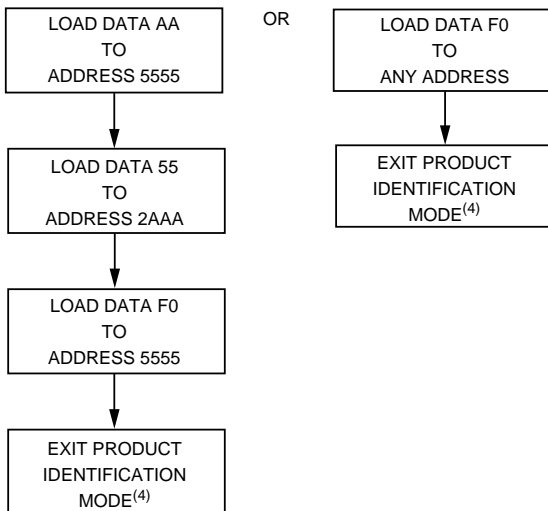 LOAD DATA AA
TO
ADDRESS 5555
LOAD DATA 55
TO
ADDRESS 2AAA
LOAD DATA F0
TO
ADDRESS 5555
EXIT PRODUCT
IDENTIFICATION
MODE(4)
OR
LOAD DATA F0
TO
ANY ADDRESS
EXIT PRODUCT
IDENTIFICATION
MODE(4)